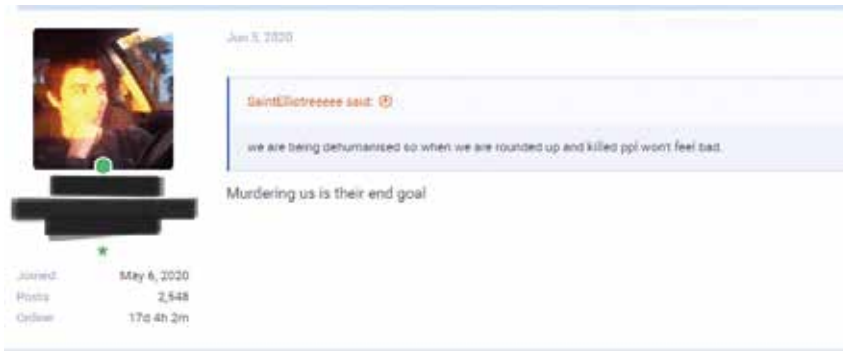 Jun 5, 2020
SaintElliotreeeee said:
we are being dehumanised so when we are rounded up and killed ppl won't feel bad.
Murdering us is their end goal
Joined May 6, 2020
Posts 2,548
Online 17d 4h 2m